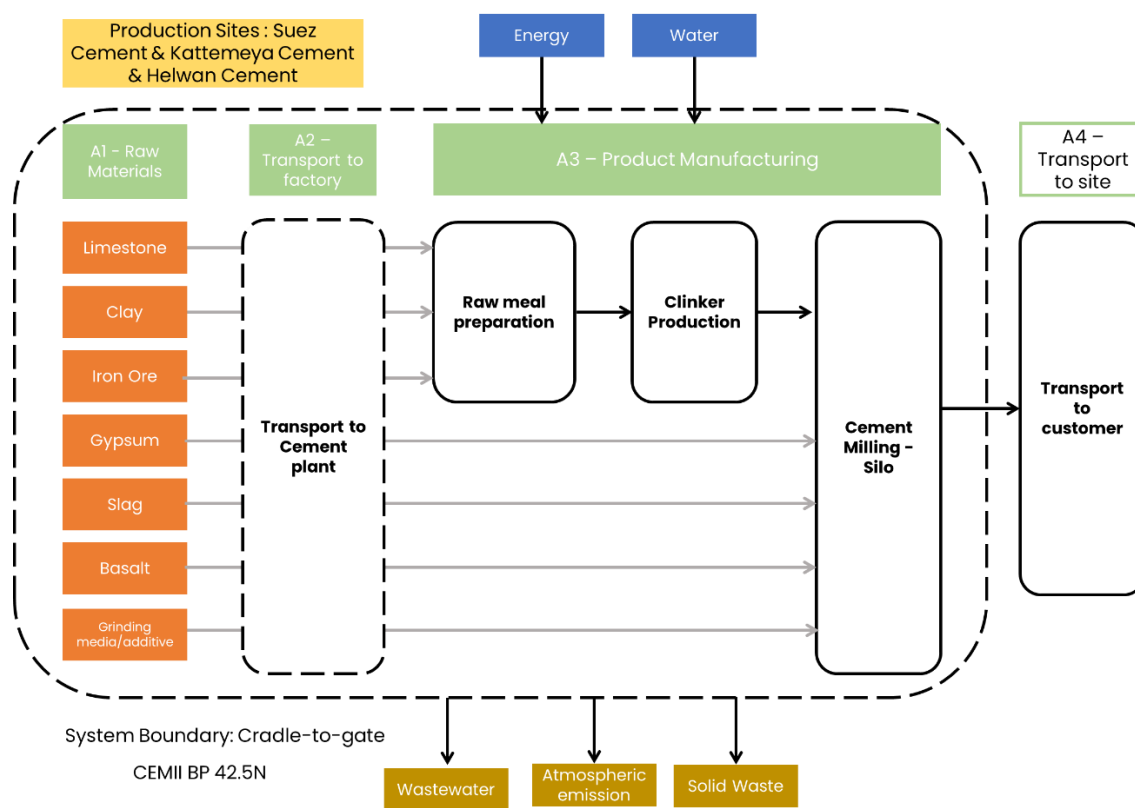 Production Sites : Suez
Cement & Kattemeya Cement
& Helwan Cement
Energy
Water
A1 - Raw
Materials
A2 –
Transport to
factory
A3 – Product Manufacturing
A4 –
Transport
to site
Limestone
Clay
Iron Ore
Gypsum
Slag
Basalt
Grinding
media/additive
Transport to
Cement
plant
Raw meal
preparation
Clinker
Production
Cement
Milling -
Silo
Transport
to
customer
System Boundary: Cradle-to-gate
CEMII BP 42.5N
Wastewater
Atmospheric
emission
Solid Waste